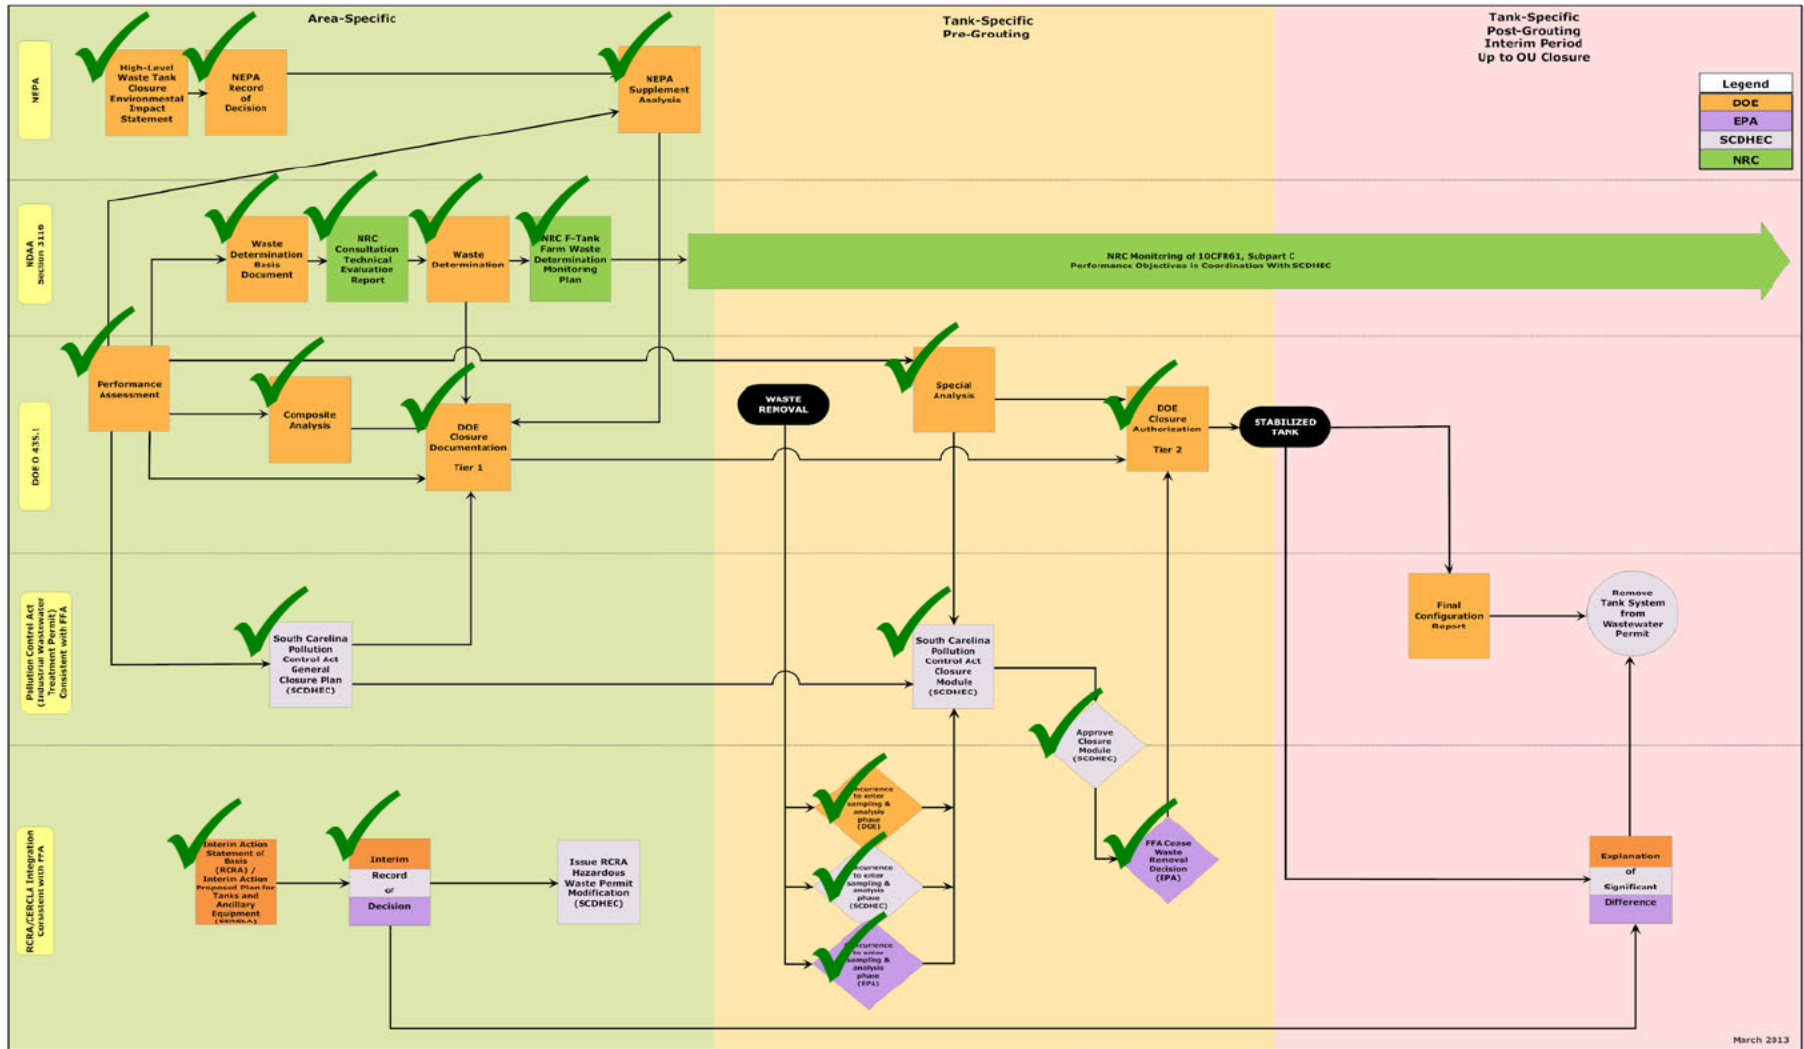 Area-Specific
Tank-Specific
Pre-Grouting
Tank-Specific
Post-Grouting
Interim Period
Up to OU Closure
Legend
DOE
EPA
SCDHEC
NRC
NEPA
High-Level
Waste Tank
Closure
Environmental
Impact
Statement
NEPA
Record
of
Decision
NEPA
Supplement
Analysis
NDAA
Section 3116
Waste
Determination
Basis
Document
NRC
Consultation
Technical
Evaluation
Report
Waste
Determination
NRC F-Tank
Farm Waste
Determination
Monitoring
Plan
NRC Monitoring of 10CFR61, Subpart C
Performance Objectives in Coordination With SCDHEC
DOE O 435.1
Performance
Assessment
Composite
Analysis
DOE
Closure
Documentation
Tier 1
WASTE
REMOVAL
Special
Analysis
DOE
Closure
Authorization
Tier 2
STABILIZED
TANK
Pollution Control Act
(Industrial Wastewater
Treatment Permit)
Consistent with FFA
South Carolina
Pollution
Control Act
General
Closure Plan
(SCDHEC)
South Carolina
Pollution
Control Act
Closure
Module
(SCDHEC)
Approve
Closure
Module
(SCDHEC)
Final
Configuration
Report
Remove
Tank System
from
Wastewater
Permit
RCRA/CERCLA Integration
Consistent with FFA
Interim Action
Statement of
Basis
(RCRA) /
Interim Action
Proposed Plan for
Tanks and
Ancillary
Equipment
(CERCLA)
Interim
Record
of
Decision
Issue RCRA
Hazardous
Waste Permit
Modification
(SCDHEC)
to enter
sampling &
analysis
phase
(DOE)
to enter
sampling &
analysis
phase
(SCDHEC)
to enter
sampling &
analysis
phase
(EPA)
FFA Cease
Waste
Removal
Decision
(EPA)
Explanation
of
Significant
Difference
March 2013